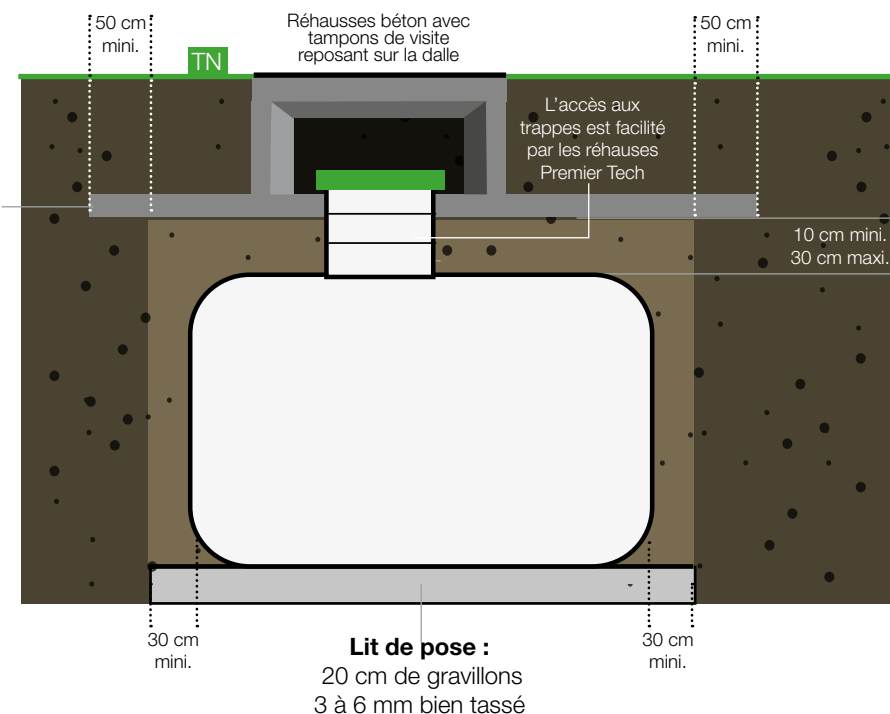 50 cm
mini.
Réhausses béton avec
tampons de visite
reposant sur la dalle
50 cm
mini.
TN
L'accès aux
trappes est facilité
par les réhauses
Premier Tech
10 cm mini.
30 cm maxi.
30 cm
mini.
Lit de pose :
20 cm de gravillons
3 à 6 mm bien tassé
30 cm
mini.